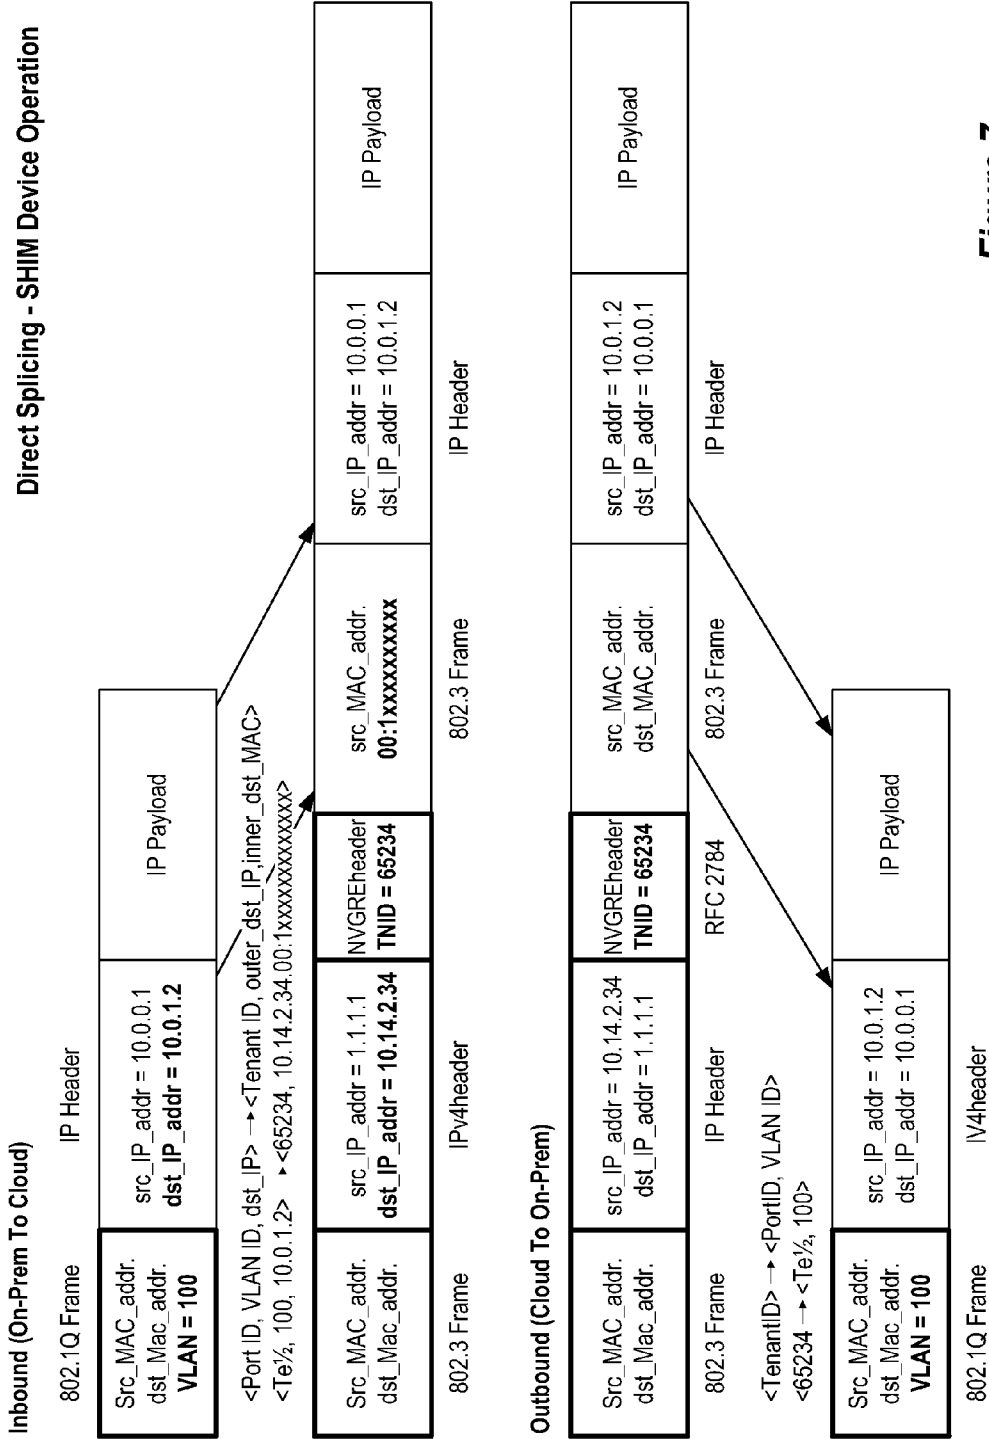 Direct Splicing - SHIM Device Operation
Inbound (On-Prem To Cloud)
802.1Q Frame
IP Header
Src_MAC_addr.
dst_Mac_addr.
VLAN = 100
src_IP_addr = 10.0.0.1
dst_IP_addr = 10.0.1.2
IP Payload
<Port ID, VLAN ID, dst_IP> → <Tenant ID, outer_dst_IP,inner_dst_MAC>
<Te½, 100, 10.0.1.2> ▸<65234, 10.14.2.34.00:1xxxxxxxxxxx>
Src_MAC_addr.
dst_Mac_addr.
src_IP_addr = 1.1.1.1
dst_IP_addr = 10.14.2.34
NVGREheader
TNID = 65234
src_MAC_addr.
00:1xxxxxxxxxx
src_IP_addr = 10.0.0.1
dst_IP_addr = 10.0.1.2
IP Payload
802.3 Frame
IPv4header
802.3 Frame
IP Header
Outbound (Cloud To On-Prem)
Src_MAC_addr.
dst_Mac_addr.
src_IP_addr = 10.14.2.34
dst_IP_addr = 1.1.1.1
NVGREheader
TNID = 65234
src_MAC_addr.
dst_MAC_addr.
src_IP_addr = 10.0.1.2
dst_IP_addr = 10.0.0.1
IP Payload
802.3 Frame
IP Header
RFC 2784
802.3 Frame
IP Header
<TenantID> → <PortID, VLAN ID>
<65234 → <Te½, 100>
Src_MAC_addr.
dst_Mac_addr.
VLAN = 100
src_IP_addr = 10.0.1.2
dst_IP_addr = 10.0.0.1
IP Payload
802.1Q Frame
IV4header